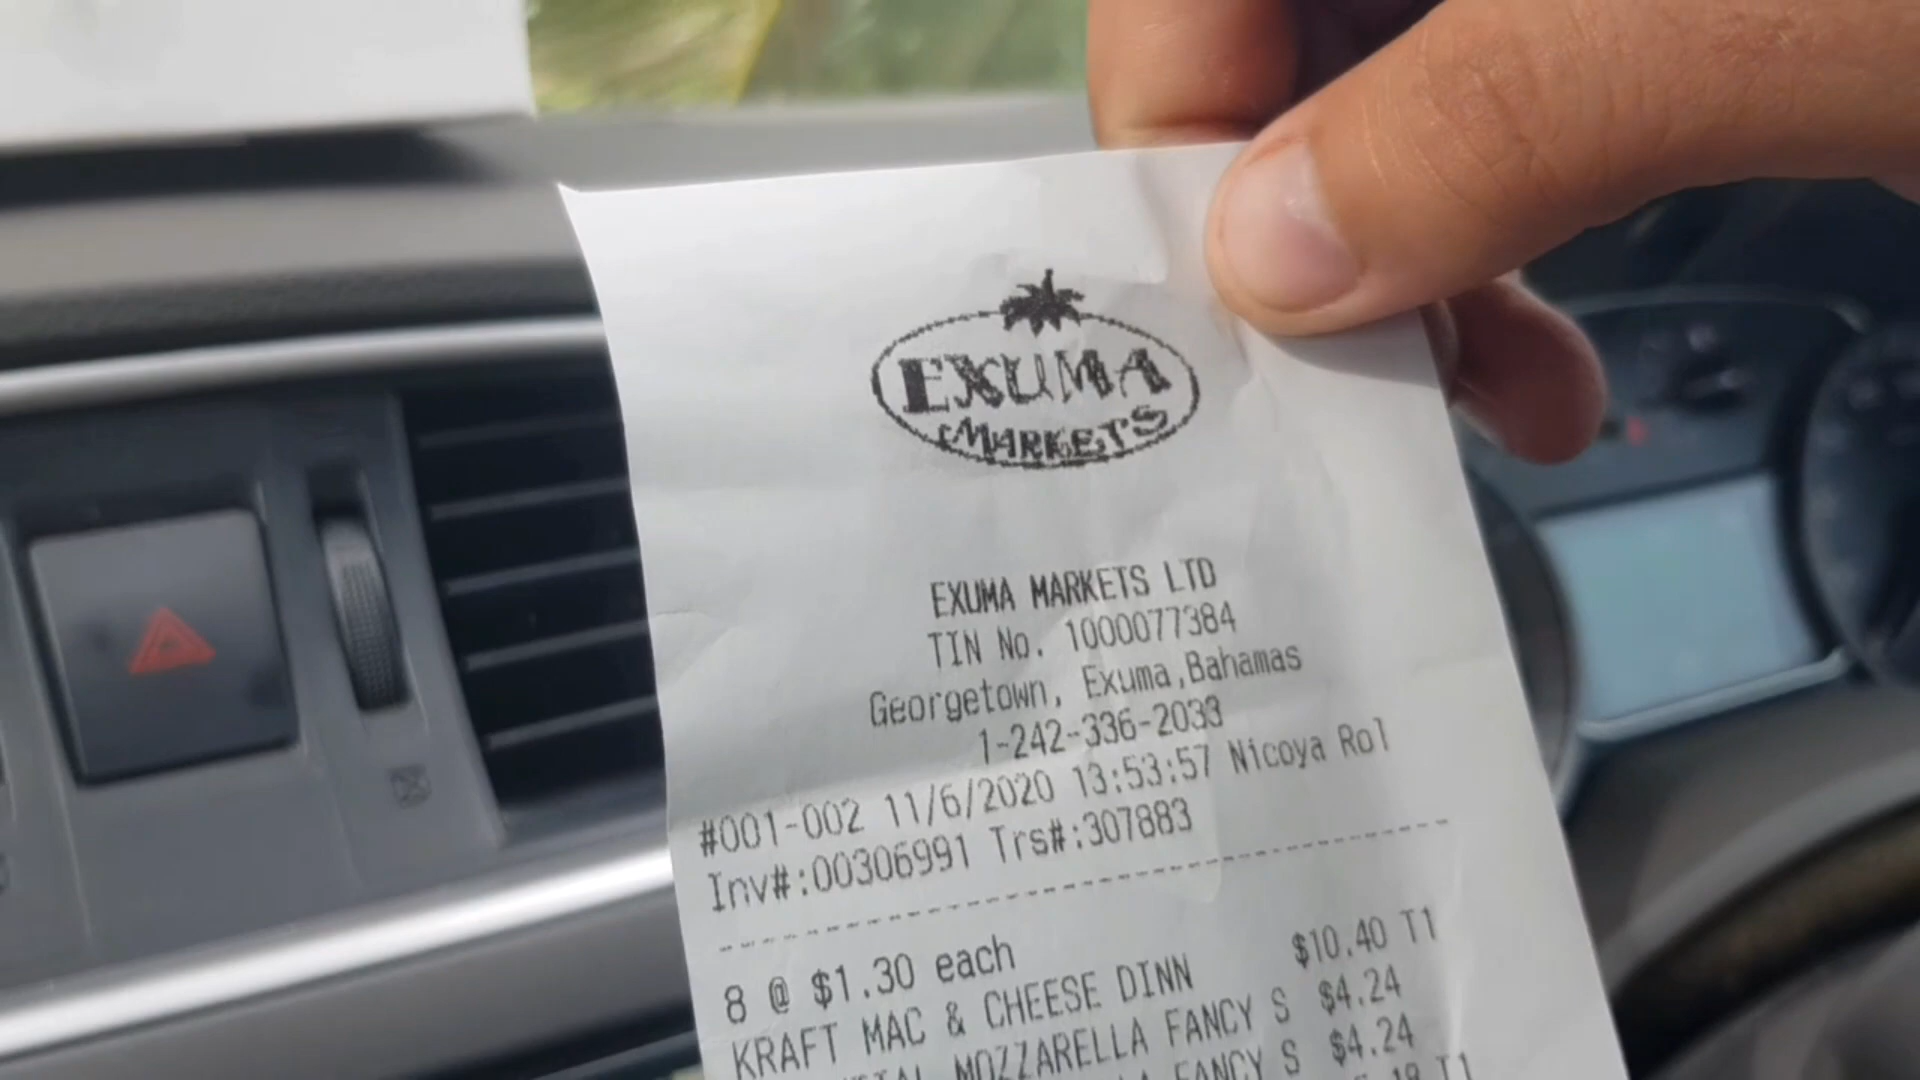 EXUMA
MARKETS
EXUMA MARKETS LTD
TIN No. 1000077384
Georgetown, Exuma,Bahamas
1-242-336-2033
#001-002 11/6/2020 13:53:57 Nicoya Rol
Inv#:00306991 Trs#:307883
8 @ $1.30 each
KRAFT MAC & CHEESE DINN $10.40 T1
MOZZARELLA FANCY S $4.24
FANCY S $4.24
T1